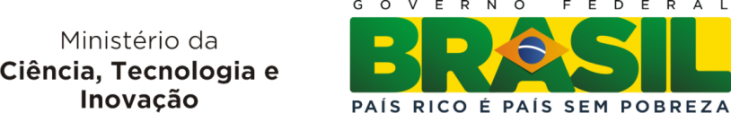 Ministério da
Ciência, Tecnologia e
Inovação
GOVERNO FEDERAL
BRASIL
PAÍS RICO É PAÍS SEM POBREZA